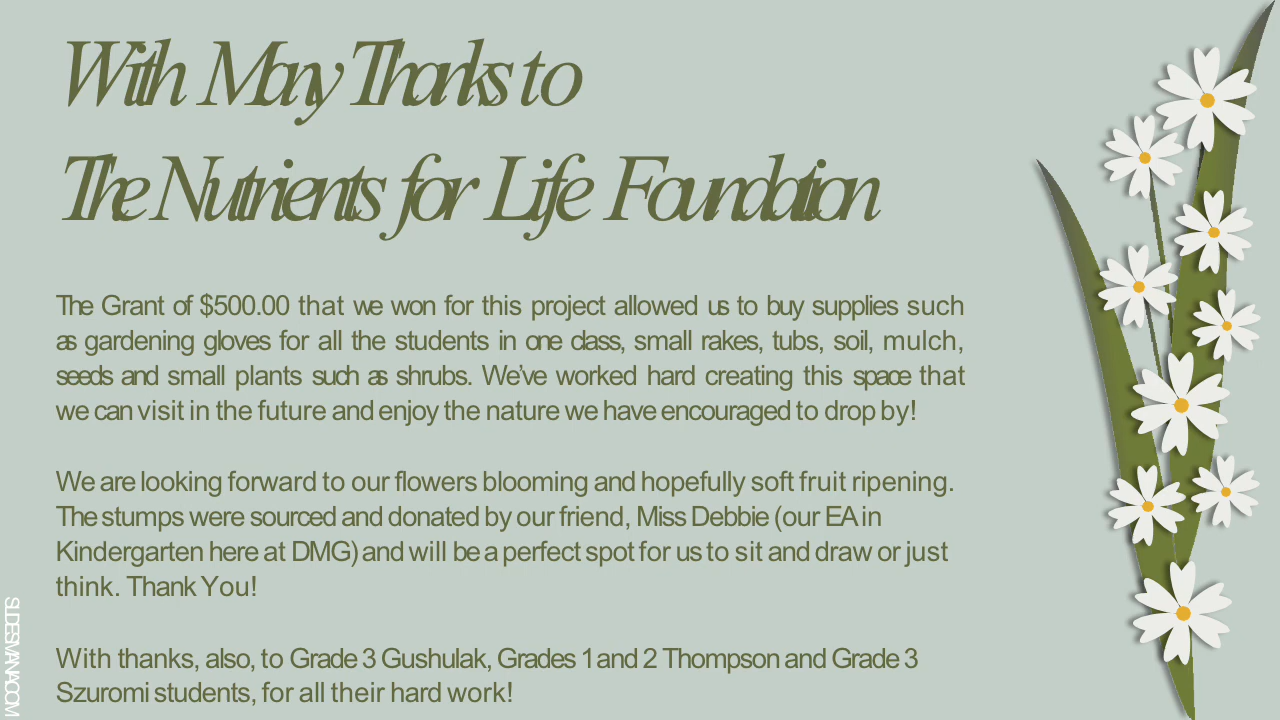 With Many Thanks to
The Nutrients for Life Foundation
The Grant of $500.00 that we won for this project allowed us to buy supplies such
as gardening gloves for all the students in one class, small rakes, tubs, soil, mulch,
seeds and small plants such as shrubs. We've worked hard creating this space that
we can visit in the future and enjoy the nature we have encouraged to drop by!
We are looking forward to our flowers blooming and hopefully soft fruit ripening.
The stumps were sourced and donated by our friend, Miss Debbie (our EA in
Kindergarten here at DMG) and will be a perfect spot for us to sit and draw or just
think. Thank You!
With thanks, also, to Grade 3 Gushulak, Grades 1 and 2 Thompson and Grade 3
Szuromi students, for all their hard work!
SLIDESMANIA.COM